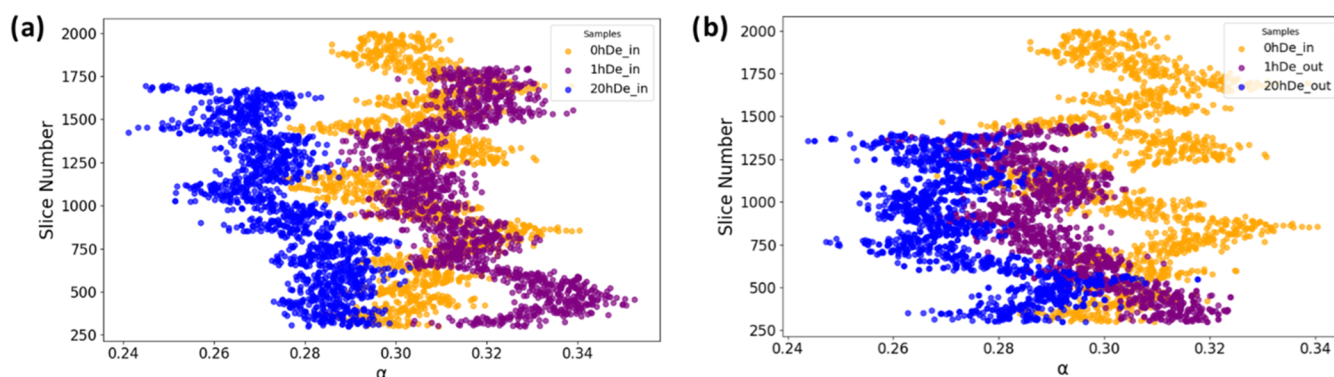 (a)
Samples
0hDe_in
1hDe_in
20hDe_in
2000
1750
1500
1250
1000
750
500
250
Slice Number
0.24 0.26 0.28 0.30 0.32 0.34
α
(b)
Samples
0hDe_in
1hDe_out
20hDe_out
2000
1750
1500
1250
1000
750
500
250
Slice Number
0.24 0.26 0.28 0.30 0.32 0.34
α